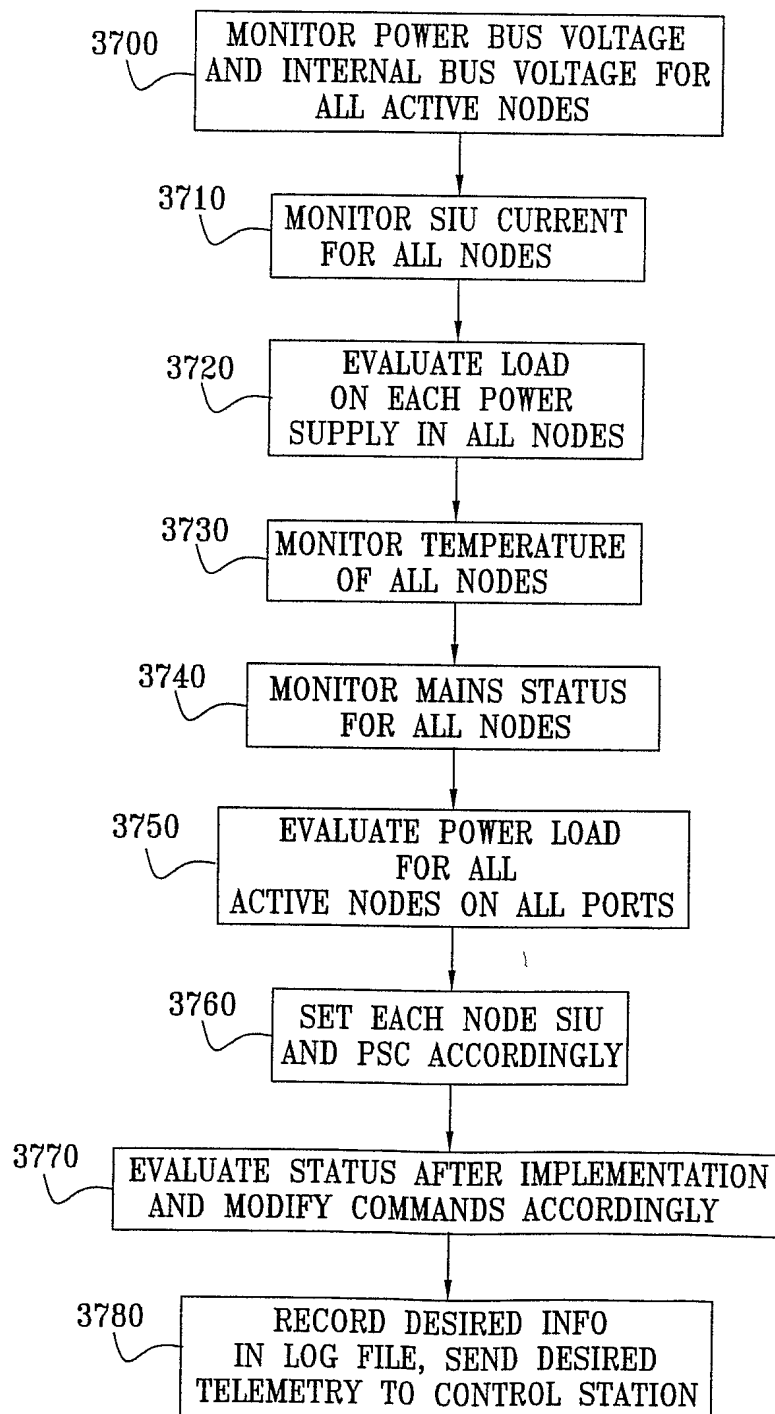 3700
MONITOR POWER BUS VOLTAGE
AND INTERNAL BUS VOLTAGE FOR
ALL ACTIVE NODES
3710
MONITOR SIU CURRENT
FOR ALL NODES
3720
EVALUATE LOAD
ON EACH POWER
SUPPLY IN ALL NODES
3730
MONITOR TEMPERATURE
OF ALL NODES
3740
MONITOR MAINS STATUS
FOR ALL NODES
3750
EVALUATE POWER LOAD
FOR ALL
ACTIVE NODES ON ALL PORTS
3760
SET EACH NODE SIU
AND PSC ACCORDINGLY
3770
EVALUATE STATUS AFTER IMPLEMENTATION
AND MODIFY COMMANDS ACCORDINGLY
3780
RECORD DESIRED INFO
IN LOG FILE, SEND DESIRED
TELEMETRY TO CONTROL STATION